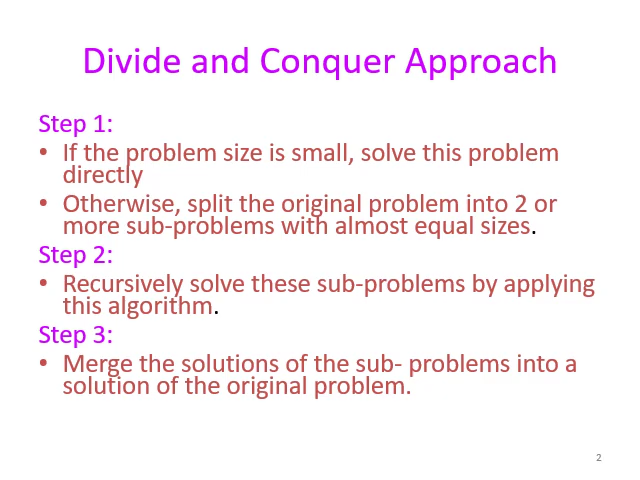 Divide and Conquer Approach
Step 1:
• If the problem size is small, solve this problem
directly
• Otherwise, split the original problem into 2 or
more sub-problems with almost equal sizes.
Step 2:
• Recursively solve these sub-problems by applying
this algorithm.
Step 3:
• Merge the solutions of the sub- problems into a
solution of the original problem.
2